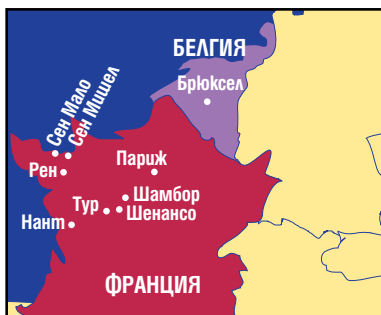 БЕЛГИЯ
Брюксел
Сен Мало
Сен Мишел
Рен
Париж
Шамбор
Тур
Шенансо
Нант
ФРАНЦИЯ